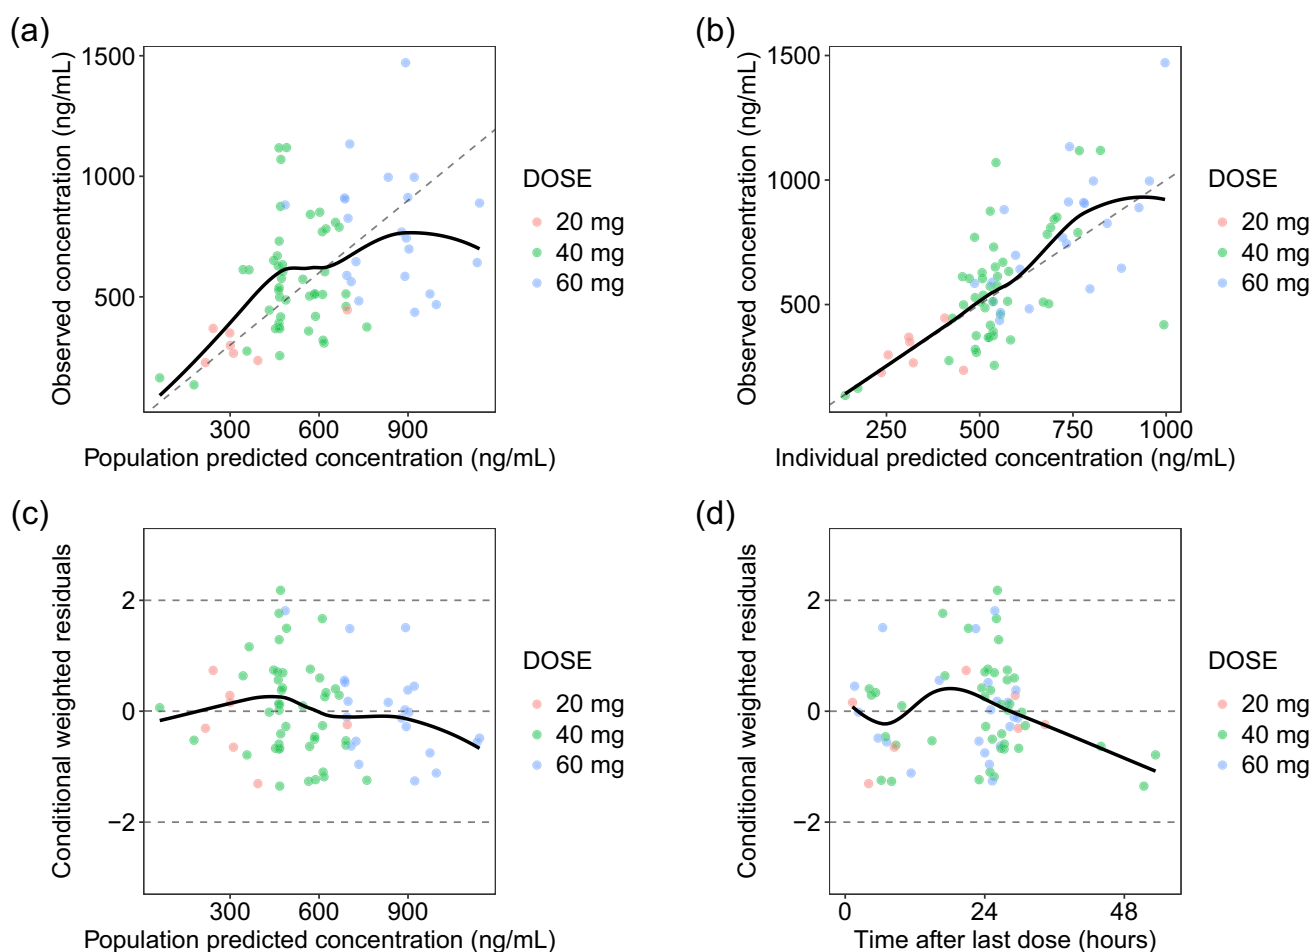 (a)
Observed concentration (ng/mL)
1500
1000
500
300 600 900
Population predicted concentration (ng/mL)
DOSE
20 mg
40 mg
60 mg
(b)
Observed concentration (ng/mL)
1500
1000
500
250 500 750 1000
Individual predicted concentration (ng/mL)
DOSE
20 mg
40 mg
60 mg
(c)
Conditional weighted residuals
2
0
−2
300 600 900
Population predicted concentration (ng/mL)
DOSE
20 mg
40 mg
60 mg
(d)
Conditional weighted residuals
2
0
−2
0 24 48
Time after last dose (hours)
DOSE
20 mg
40 mg
60 mg